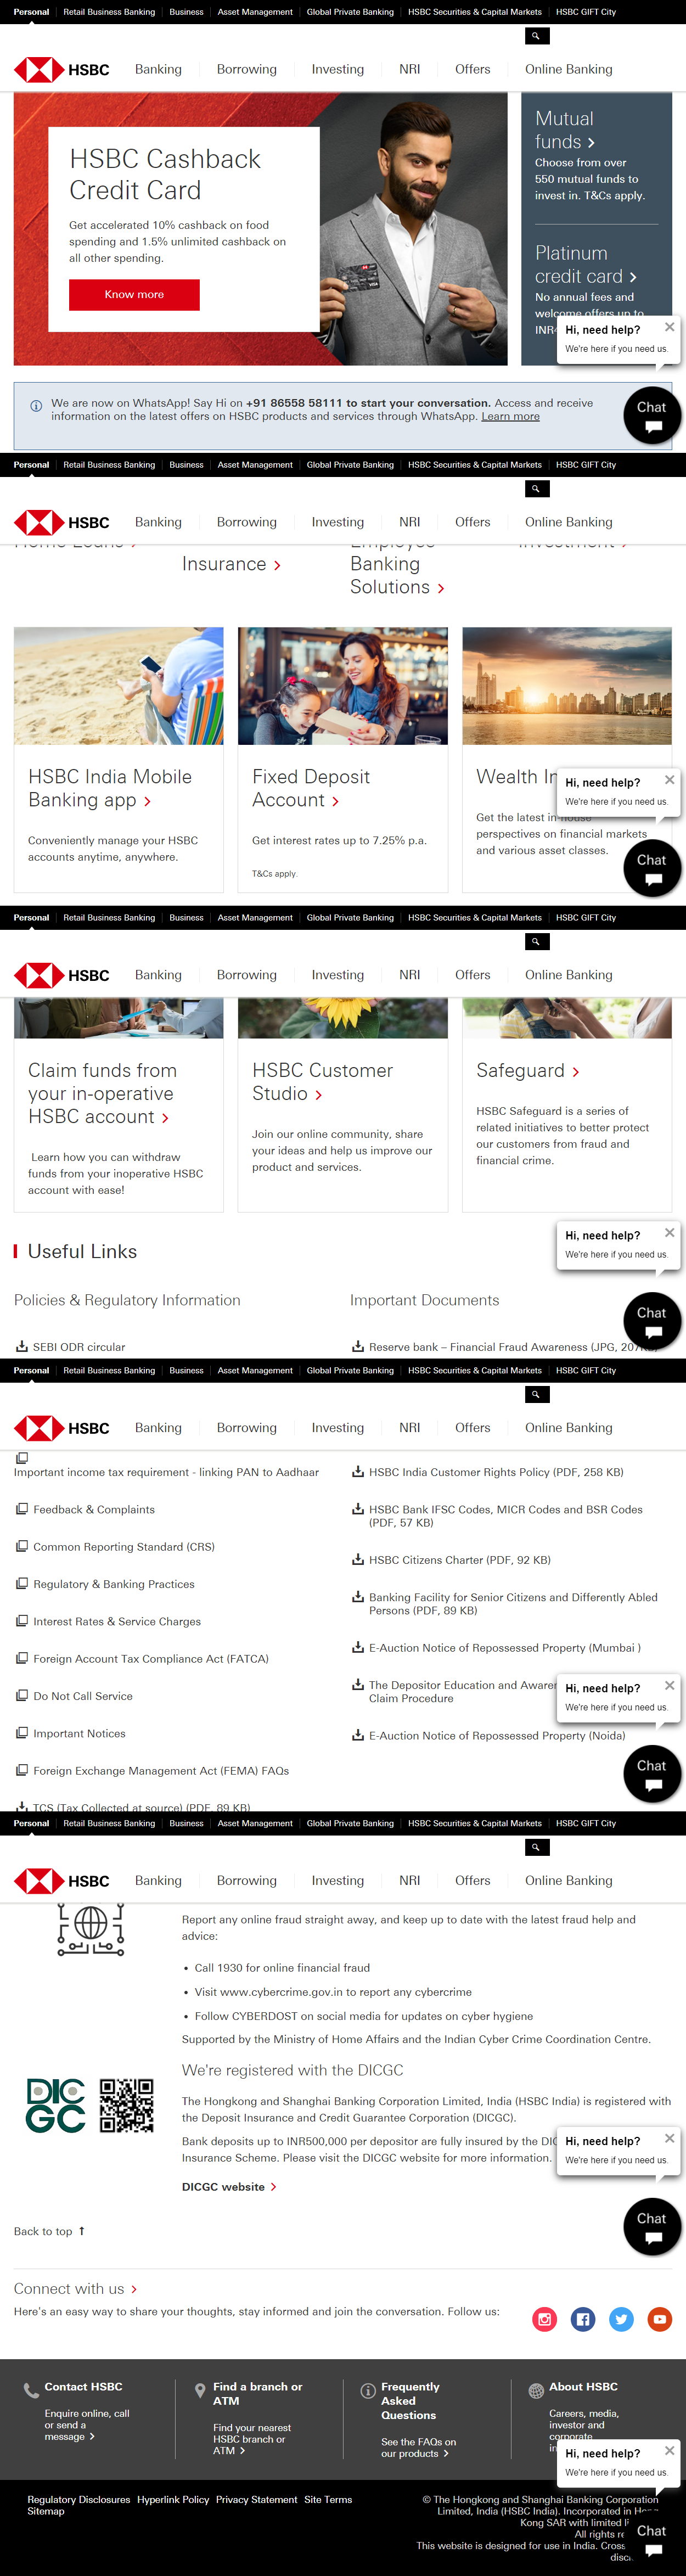 Personal Retail Business Banking Business Asset Management Global Private Banking HSBC Securities & Capital Markets HSBC GIFT City
HSBC Banking Borrowing Investing NRI Offers Online Banking
HSBC Cashback
Credit Card
Get accelerated 10% cashback on food
spending and 1.5% unlimited cashback on
all other spending.
Know more
Mutual
funds
Choose from over
550 mutual funds to
invest in. T&Cs apply.
Platinum
credit card
No annual fees and
welcome offers up to
INR
Hi, need help?
We're here if you need us.
Chat
We are now on WhatsApp! Say Hi on +91 86558 58111 to start your conversation. Access and receive
information on the latest offers on HSBC products and services through WhatsApp. Learn more
Personal Retail Business Banking Business Asset Management Global Private Banking HSBC Securities & Capital Markets HSBC GIFT City
HSBC Banking Borrowing Investing NRI Offers Online Banking
Home Loans
Insurance
Employee
Banking
Solutions
Investment
HSBC India Mobile
Banking app
Conveniently manage your HSBC
accounts anytime, anywhere.
Fixed Deposit
Account
Get interest rates up to 7.25% p.a.
T&Cs apply.
Wealth In
Get the latest in-house
perspectives on financial markets
and various asset classes.
Hi, need help?
We're here if you need us.
Chat
Personal Retail Business Banking Business Asset Management Global Private Banking HSBC Securities & Capital Markets HSBC GIFT City
HSBC Banking Borrowing Investing NRI Offers Online Banking
Claim funds from
your in-operative
HSBC account
Learn how you can withdraw
funds from your inoperative HSBC
account with ease!
HSBC Customer
Studio
Join our online community, share
your ideas and help us improve our
product and services.
Safeguard
HSBC Safeguard is a series of
related initiatives to better protect
our customers from fraud and
financial crime.
Useful Links
Hi, need help?
We're here if you need us.
Chat
Policies & Regulatory Information
SEBI ODR circular
Important Documents
Reserve bank – Financial Fraud Awareness (JPG, 207
Personal Retail Business Banking Business Asset Management Global Private Banking HSBC Securities & Capital Markets HSBC GIFT City
HSBC Banking Borrowing Investing NRI Offers Online Banking
Important income tax requirement - linking PAN to Aadhaar
Feedback & Complaints
Common Reporting Standard (CRS)
Regulatory & Banking Practices
Interest Rates & Service Charges
Foreign Account Tax Compliance Act (FATCA)
Do Not Call Service
Important Notices
Foreign Exchange Management Act (FEMA) FAQs
TCS (Tax Collected at source) (PDF, 89 KB)
HSBC India Customer Rights Policy (PDF, 258 KB)
HSBC Bank IFSC Codes, MICR Codes and BSR Codes
(PDF, 57 KB)
HSBC Citizens Charter (PDF, 92 KB)
Banking Facility for Senior Citizens and Differently Abled
Persons (PDF, 89 KB)
E-Auction Notice of Repossessed Property (Mumbai )
The Depositor Education and Awaren
Claim Procedure
E-Auction Notice of Repossessed Property (Noida)
Hi, need help?
We're here if you need us.
Chat
Personal Retail Business Banking Business Asset Management Global Private Banking HSBC Securities & Capital Markets HSBC GIFT City
HSBC Banking Borrowing Investing NRI Offers Online Banking
Report any online fraud straight away, and keep up to date with the latest fraud help and
advice:
• Call 1930 for online financial fraud
• Visit www.cybercrime.gov.in to report any cybercrime
• Follow CYBERDOST on social media for updates on cyber hygiene
Supported by the Ministry of Home Affairs and the Indian Cyber Crime Coordination Centre.
DICGC
We're registered with the DICGC
The Hongkong and Shanghai Banking Corporation Limited, India (HSBC India) is registered with
the Deposit Insurance and Credit Guarantee Corporation (DICGC).
Bank deposits up to INR500,000 per depositor are fully insured by the DIC
Insurance Scheme. Please visit the DICGC website for more information.
DICGC website
Hi, need help?
We're here if you need us.
Chat
Back to top
Connect with us
Here's an easy way to share your thoughts, stay informed and join the conversation. Follow us:
Contact HSBC
Enquire online, call
or send a
message
Find a branch or
ATM
Find your nearest
HSBC branch or
ATM
Frequently
Asked
Questions
See the FAQs on
our products
About HSBC
Careers, media,
investor and
corporate
in
Hi, need help?
We're here if you need us.
Chat
Regulatory Disclosures Hyperlink Policy Privacy Statement Site Terms
Sitemap
© The Hongkong and Shanghai Banking Corporation
Limited, India (HSBC India). Incorporated in Hong
Kong SAR with limited li
All rights re
This website is designed for use in India. Cross
discl